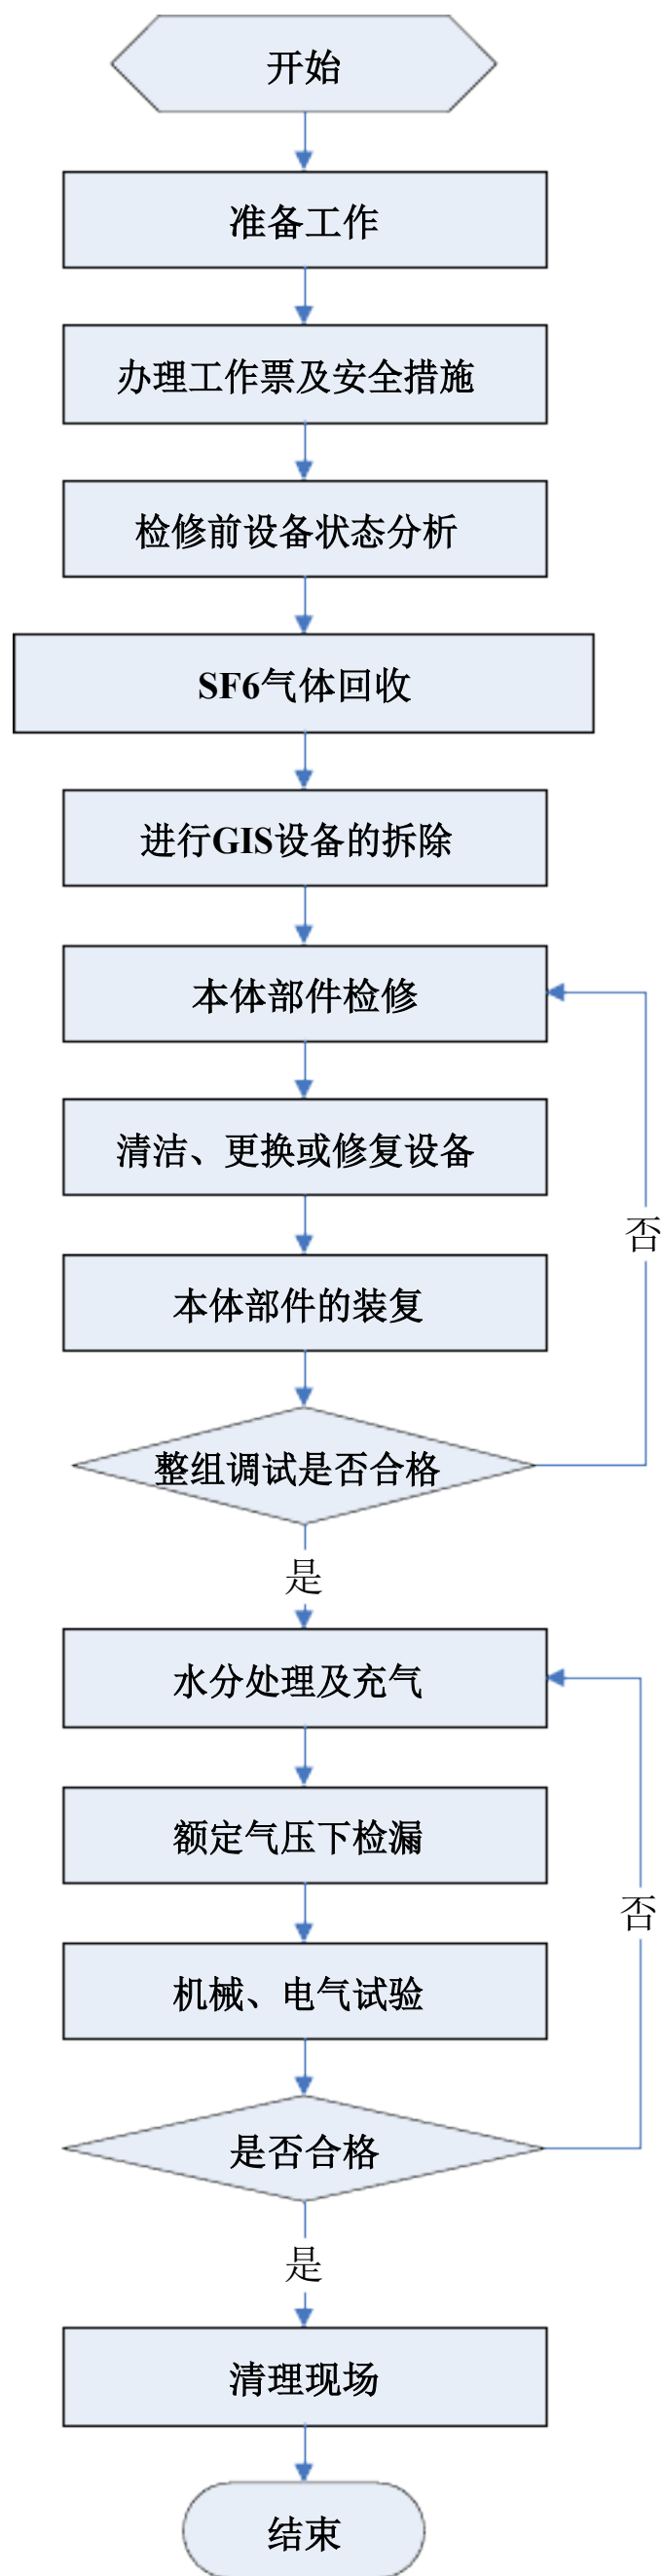 开始
准备工作
办理工作票及安全措施
检修前设备状态分析
SF6气体回收
进行GIS设备的拆除
本体部件检修
清洁、更换或修复设备
否
本体部件的装复
整组调试是否合格
是
水分处理及充气
额定气压下检漏
否
机械、电气试验
是否合格
是
清理现场
结束